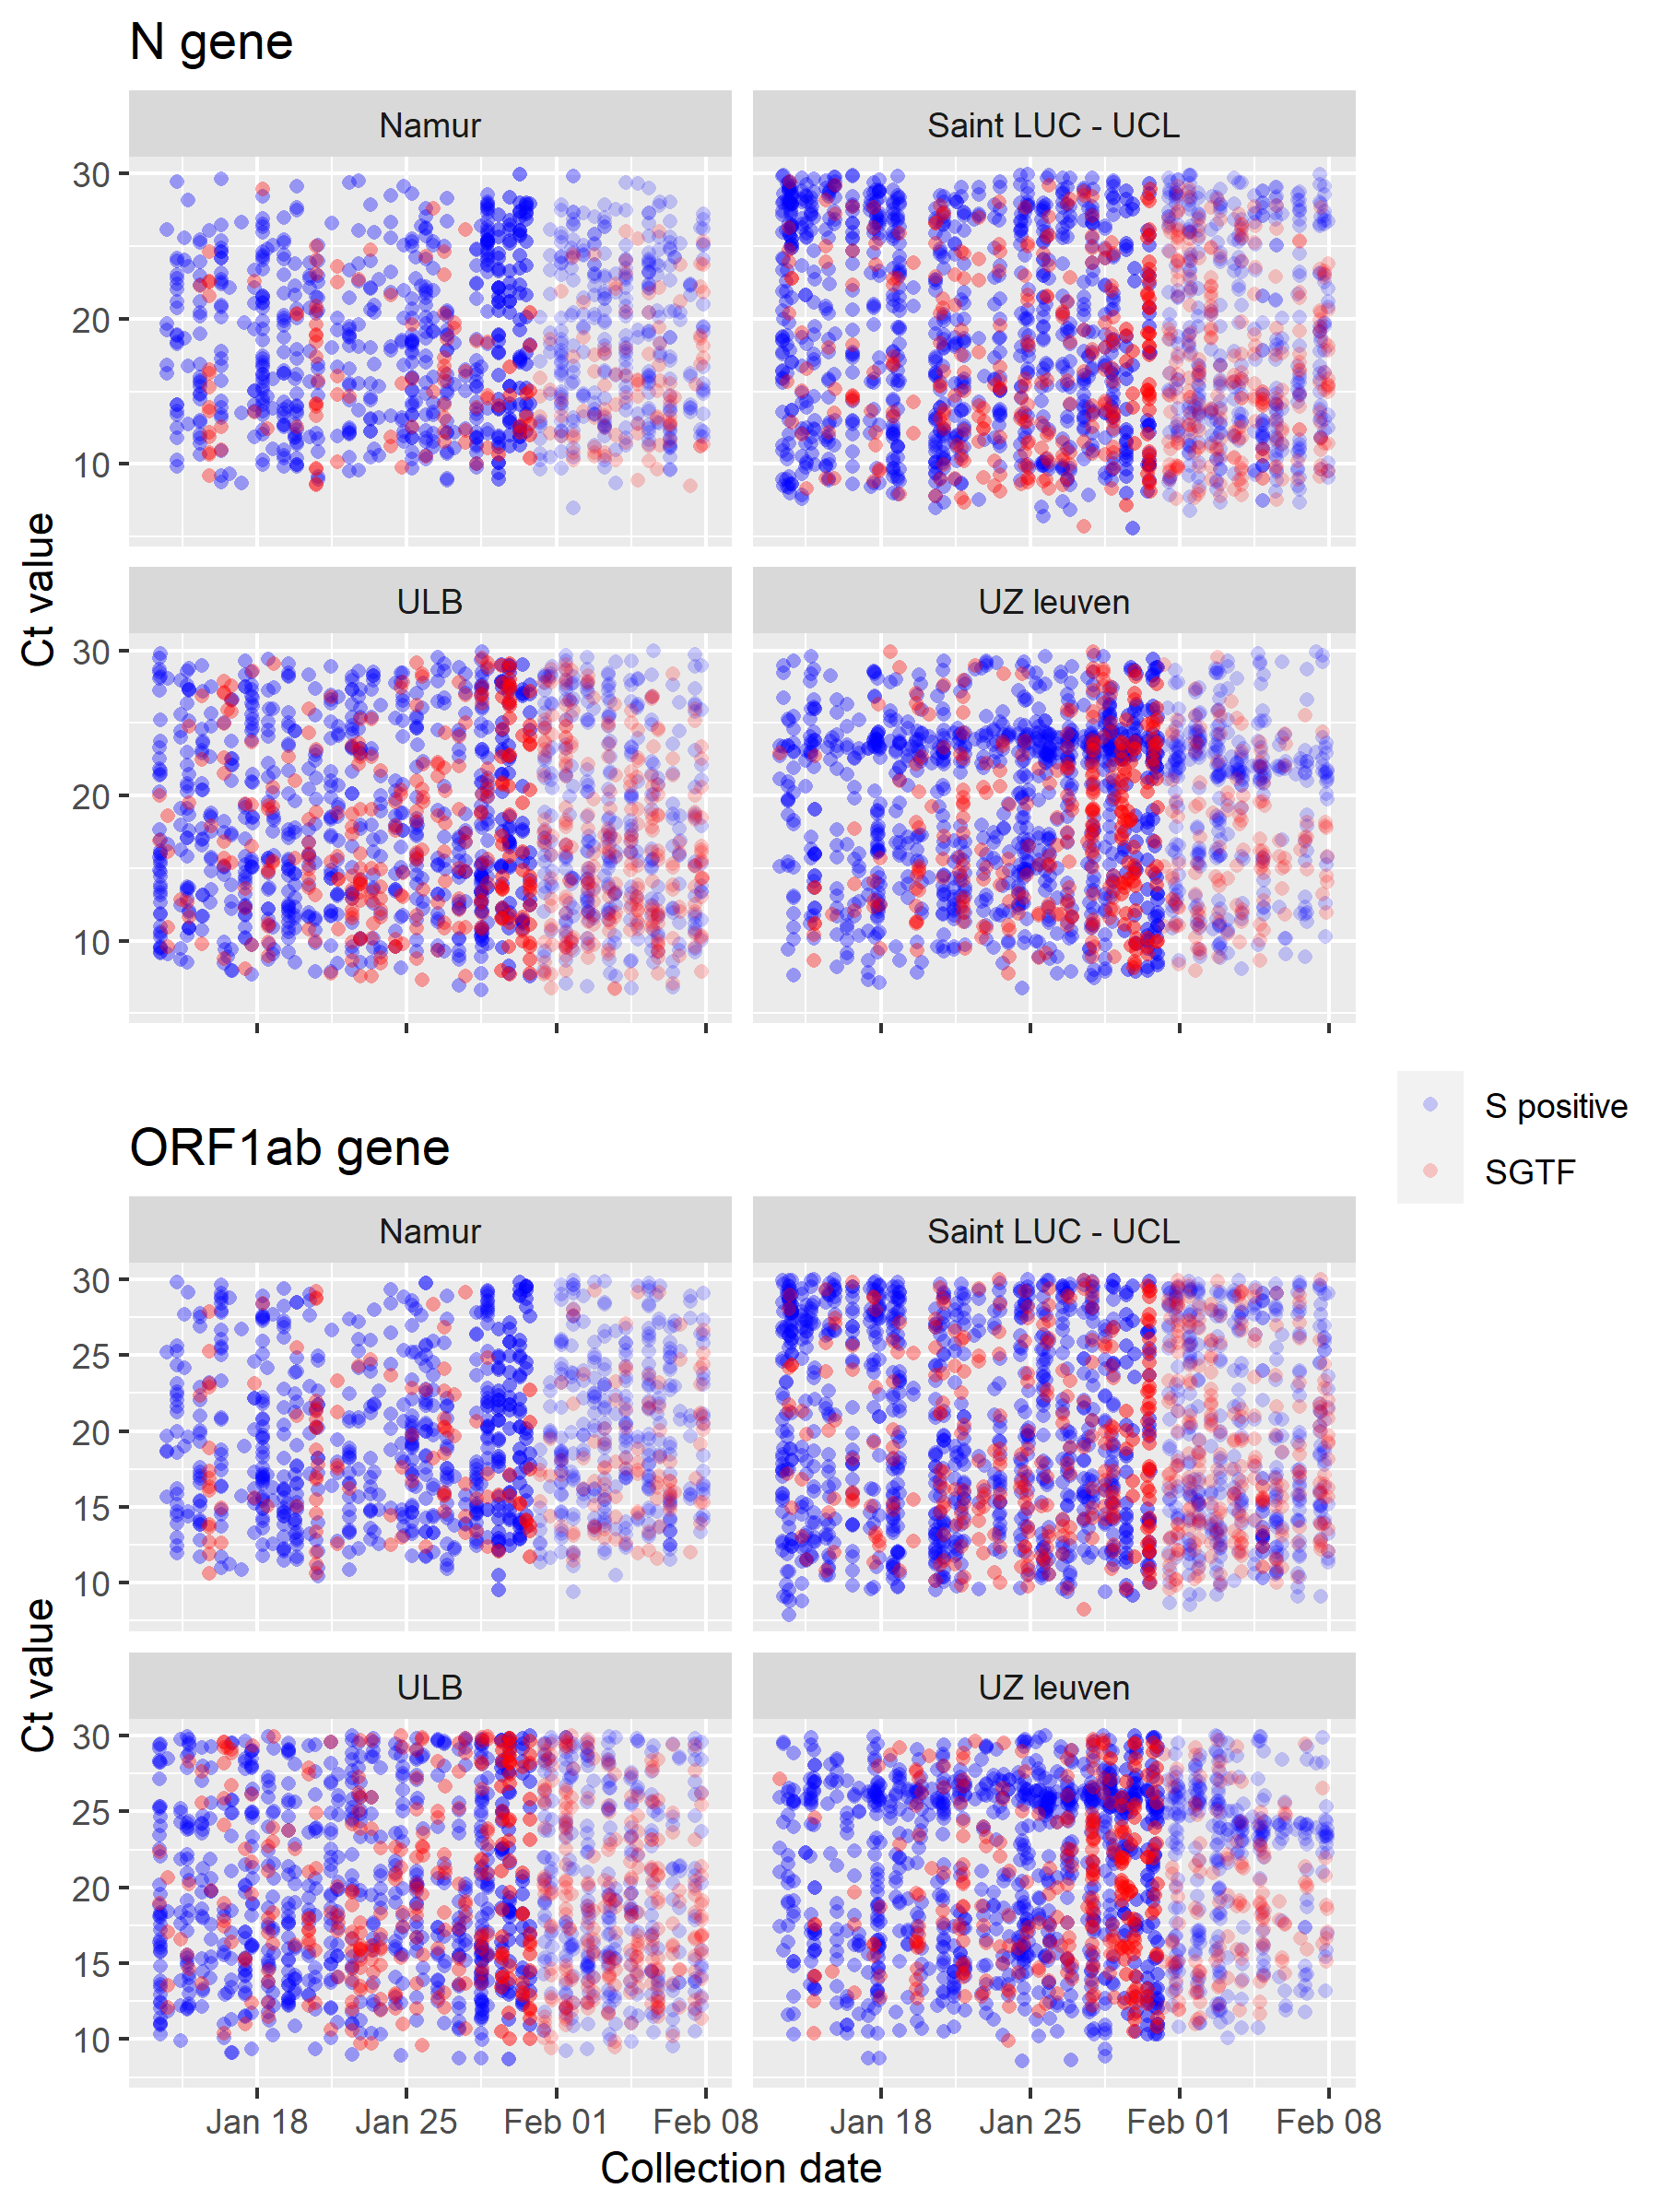 N gene
Namur
Saint LUC - UCL
30
20
10
ULB
UZ leuven
30
20
10
Ct value
ORF1ab gene
Namur
Saint LUC - UCL
30
25
20
15
10
ULB
UZ leuven
30
25
20
15
10
Ct value
Jan 18 Jan 25 Feb 01 Feb 08 Jan 18 Jan 25 Feb 01 Feb 08
Collection date
S positive
SGTF